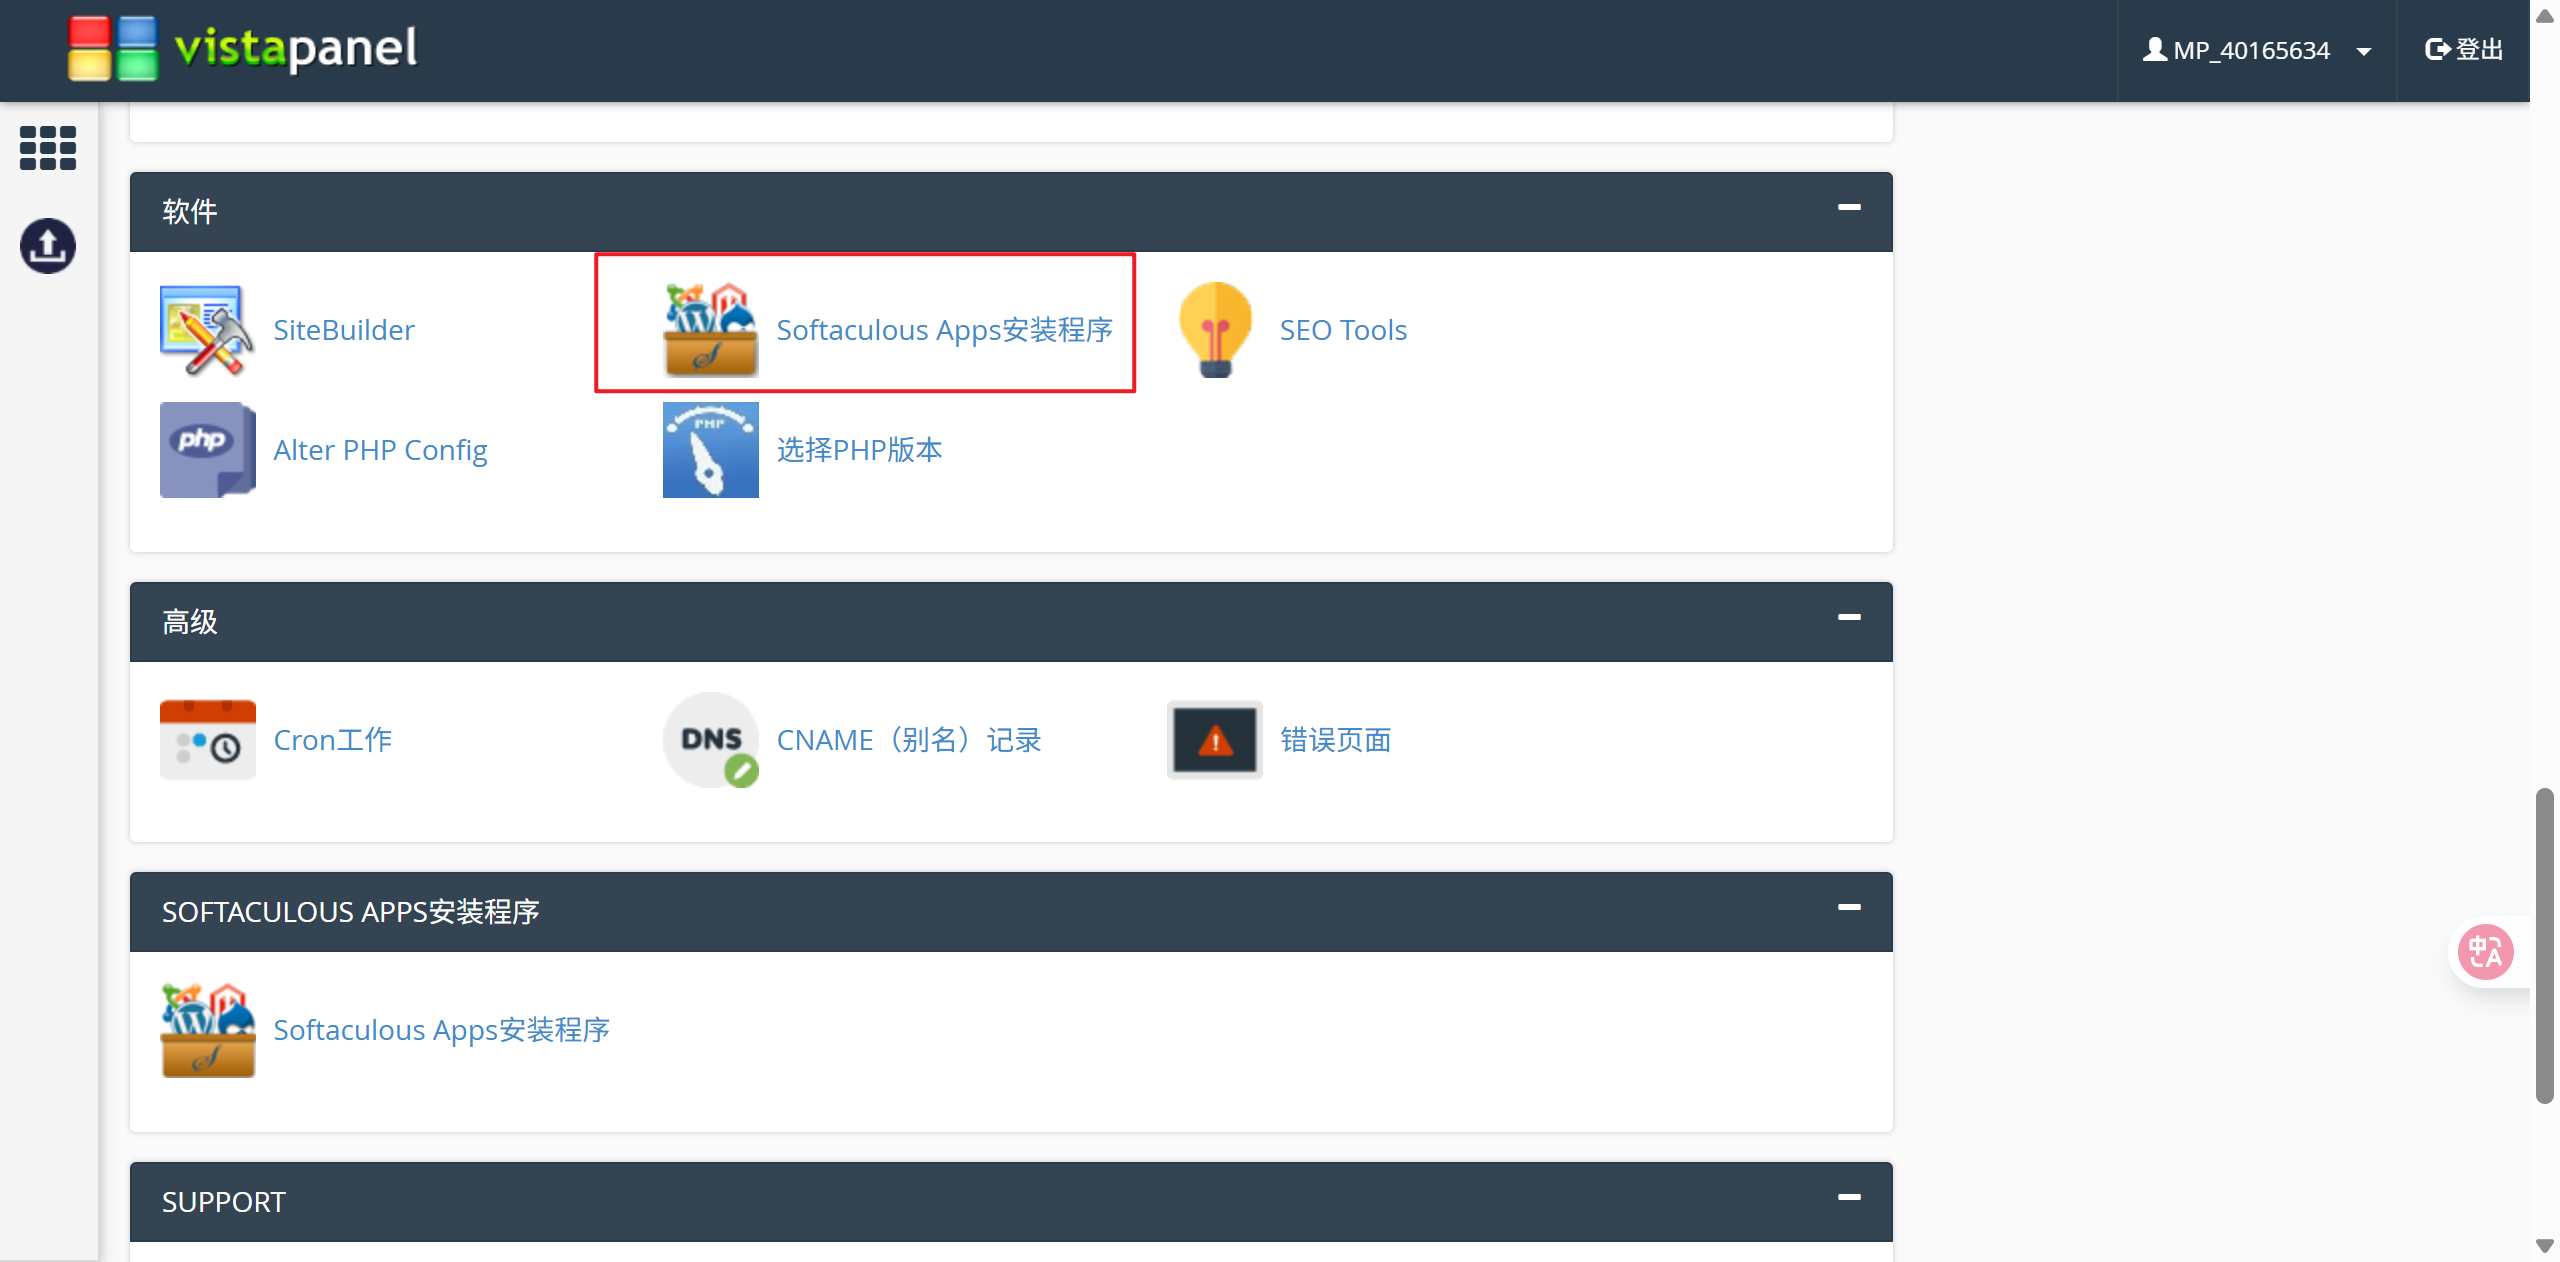 vistapanel
MP_40165634
登出
软件
SiteBuilder
Softaculous Apps安装程序
SEO Tools
php
Alter PHP Config
PHP
选择PHP版本
高级
Cron工作
DNS
CNAME（别名）记录
错误页面
SOFTACULOUS APPS安装程序
Softaculous Apps安装程序
SUPPORT